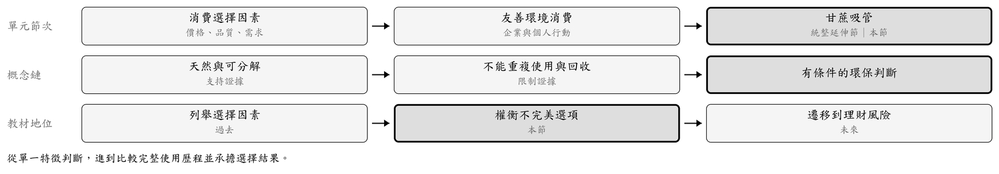 單元節次
消費選擇因素
價格、品質、需求
友善環境消費
企業與個人行動
甘蔗吸管
統整延伸節｜本節
概念鏈
天然與可分解
支持證據
不能重複使用與回收
限制證據
有條件的環保判斷
教材地位
列舉選擇因素
過去
權衡不完美選項
本節
遷移到理財風險
未來
從單一特徵判斷，進到比較完整使用歷程並承擔選擇結果。